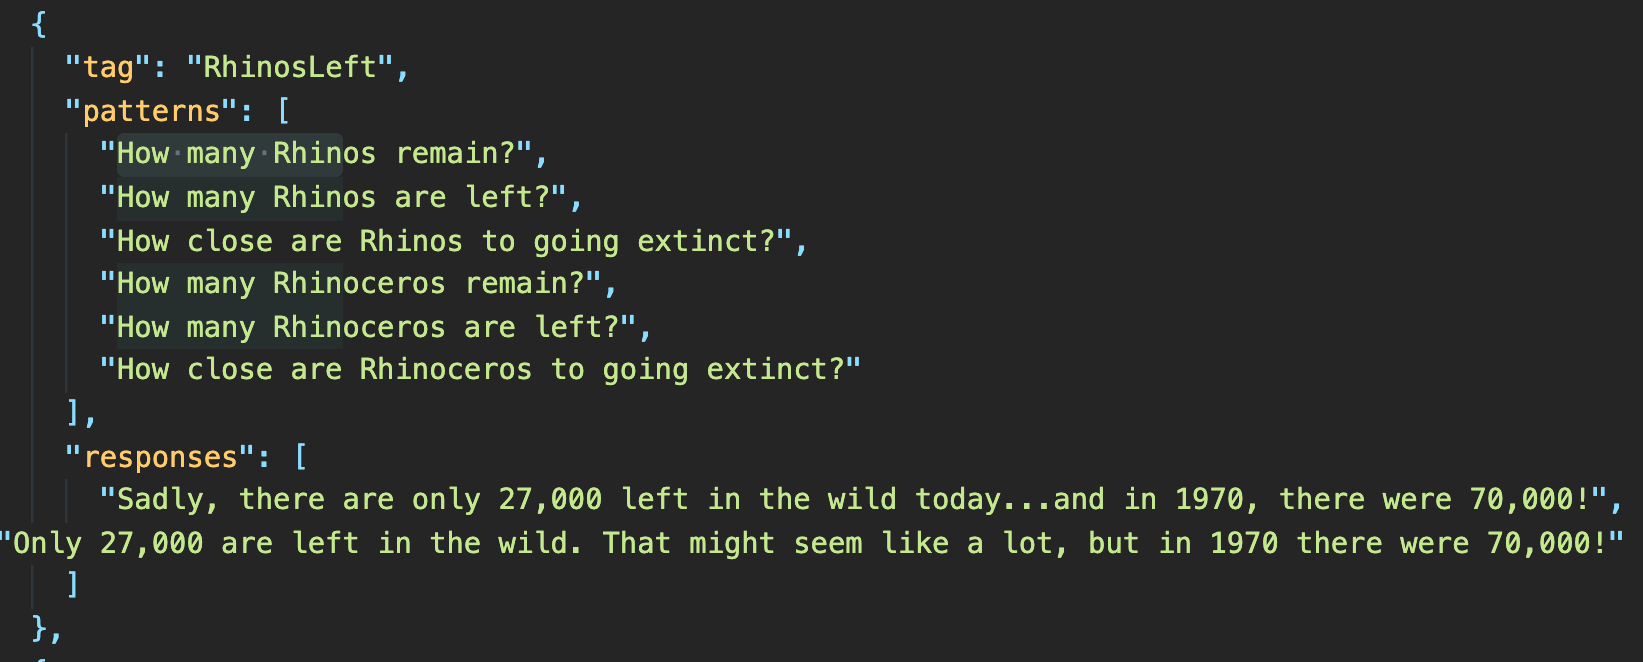 {
"tag": "RhinosLeft",
"patterns": [
"How many Rhinos remain?",
"How many Rhinos are left?",
"How close are Rhinos to going extinct?",
"How many Rhinoceros remain?",
"How many Rhinoceros are left?",
"How close are Rhinoceros to going extinct?"
],
"responses": [
"Sadly, there are only 27,000 left in the wild today...and in 1970, there were 70,000!",
"Only 27,000 are left in the wild. That might seem like a lot, but in 1970 there were 70,000!"
]
},